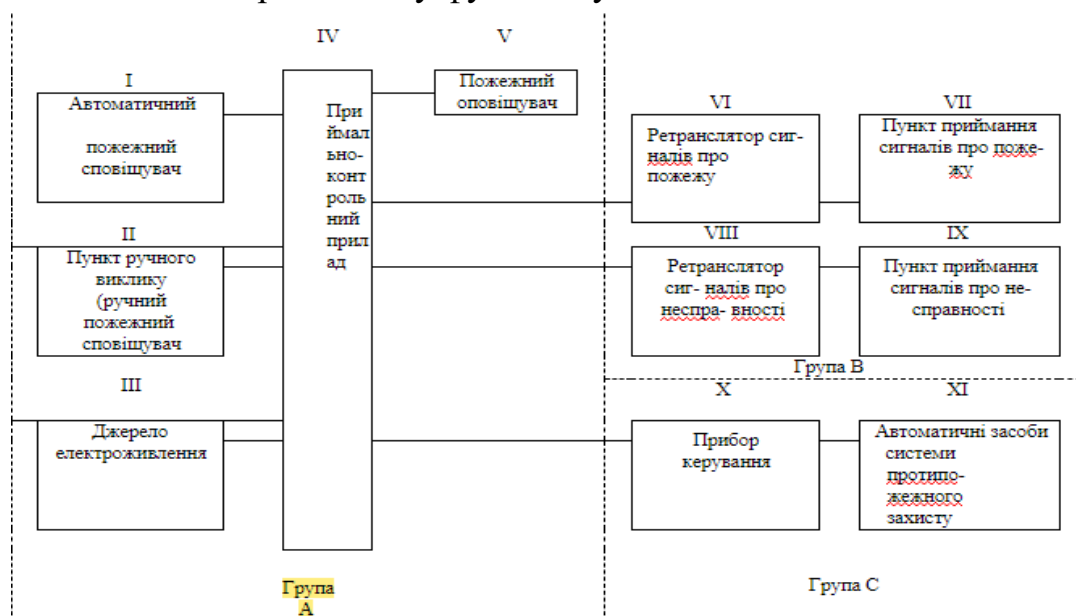 IV
V
I
Автоматичний
пожежний
сповіщувач
При
ймал
ьно-
конт
роль
ний
прил
ад
Пожежний
оповіщувач
VI
Ретранслятор сиг-
налів про
пожежу
VII
Пункт приймання
сигналів про поже-
жу
II
Пункт ручного
виклику
(ручний
пожежний
сповіщувач
VIII
Ретранслятор
сиг- налів про
неспра- вності
IX
Пункт приймання
сигналів про не-
справності
Група В
III
Джерело
електроживлення
X
Прибор
керування
XI
Автоматичні засоби
системи
протипо-
жежного
захисту
Група
А
Група С